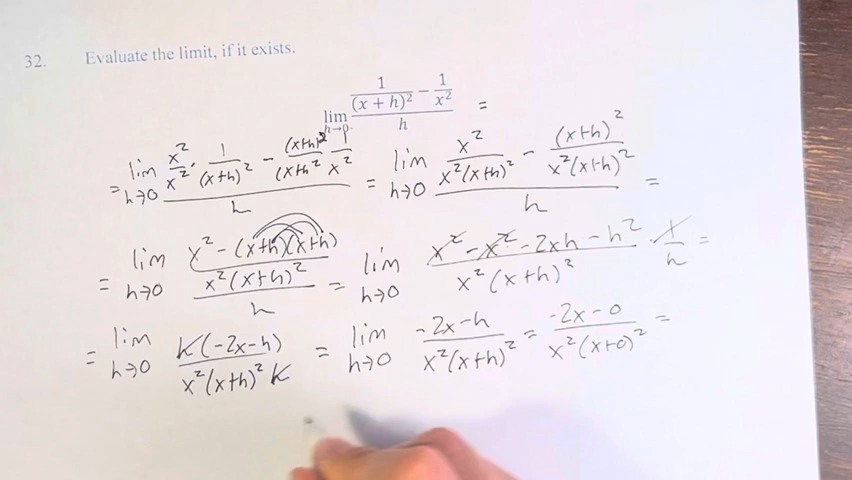 32. Evaluate the limit, if it exists.
lim h→0 (1/(x + h)² − 1/x²)/h =
= lim h→0 (x²/x² · 1/(x+h)² − (x+h)²/(x+h)² · 1/x²)/h = lim h→0 (x²/(x²(x+h)²) − (x+h)²/(x²(x+h)²))/h =
= lim h→0 ((x² − (x+h)(x+h))/(x²(x+h)²))/h = lim h→0 (x² − x² − 2xh − h²)/(x²(x+h)²) · 1/h =
= lim h→0 h(−2x−h)/(x²(x+h)² h) = lim h→0 (−2x−h)/(x²(x+h)²) = (−2x−0)/(x²(x+0)²) =